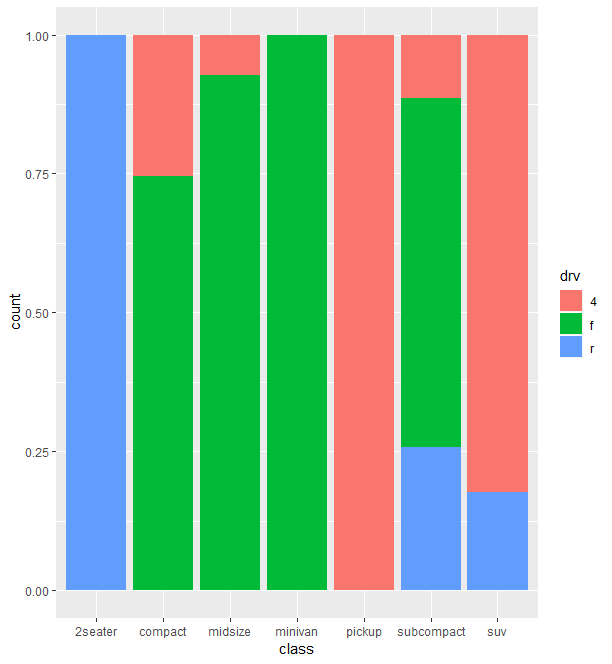 1.00
0.75
0.50
0.25
0.00
count
2seater compact midsize minivan pickup subcompact suv
class
drv
4
f
r